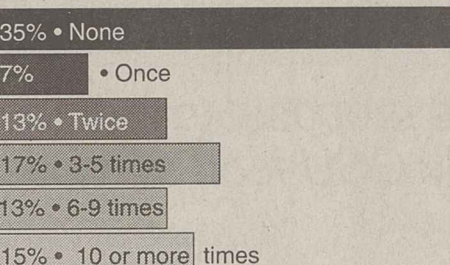 35% • None
7% • Once
13% • Twice
17% • 3-5 times
13% • 6-9 times
15% • 10 or more times